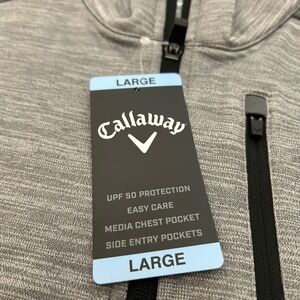 LARGE
Callaway
UPF 50 PROTECTION
EASY CARE
MEDIA CHEST POCKET
SIDE ENTRY POCKETS
LARGE